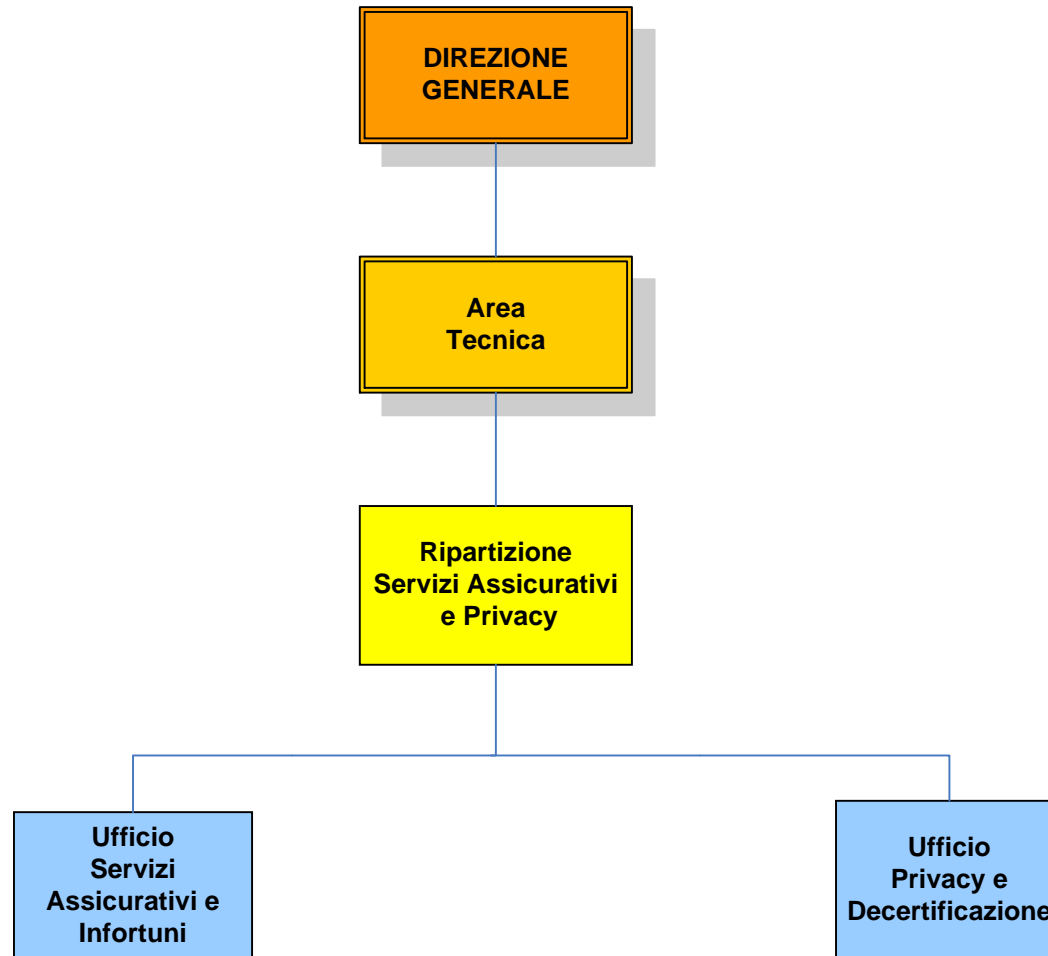 DIREZIONE
GENERALE
Area
Tecnica
Ripartizione
Servizi Assicurativi
e Privacy
Ufficio
Servizi
Assicurativi e
Infortuni
Ufficio
Privacy e
Decertificazione